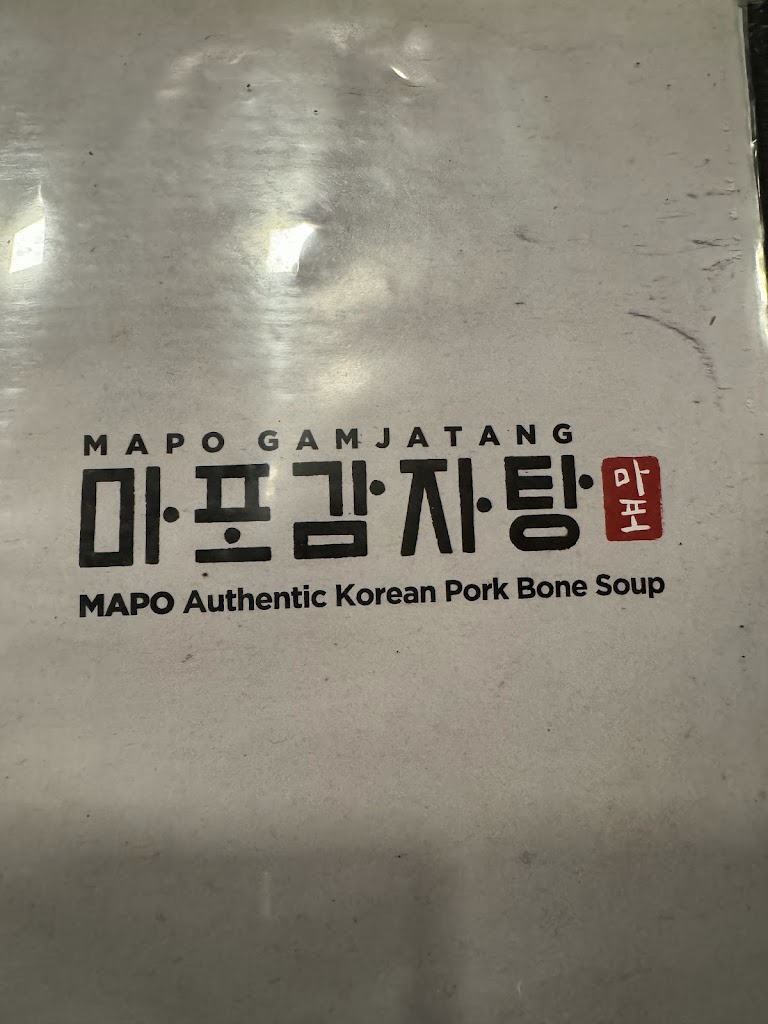 MAPO GAMJATANG
마포감자탕
마포
MAPO Authentic Korean Pork Bone Soup